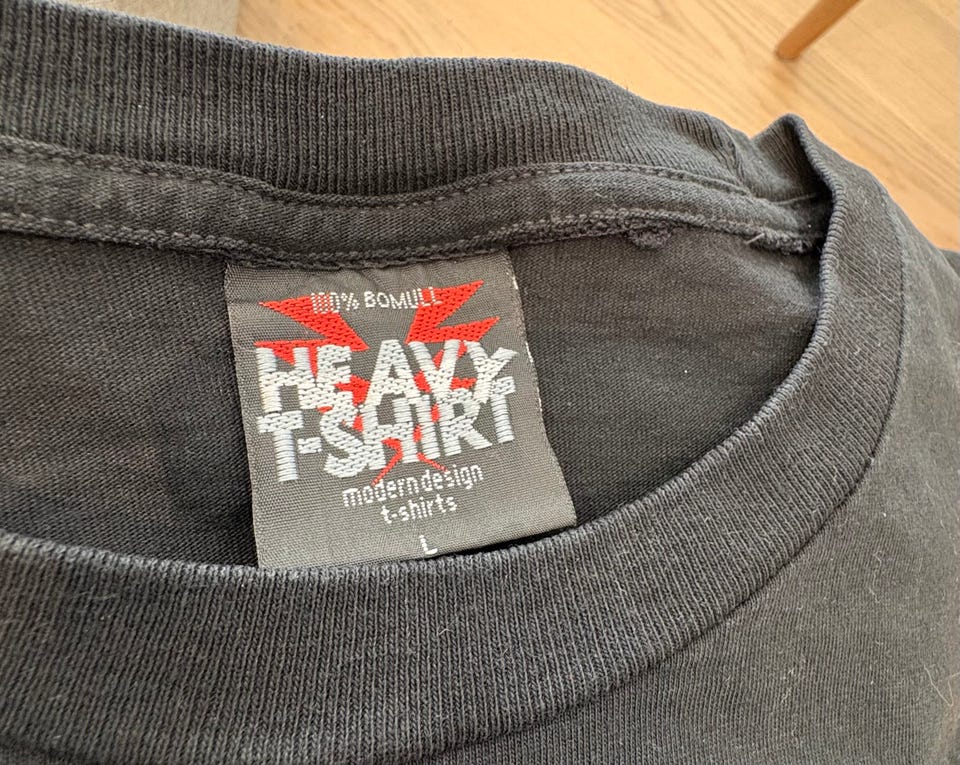 100% BOMULL
HEAVY
T-SHIRT
modern design
t-shirts
L